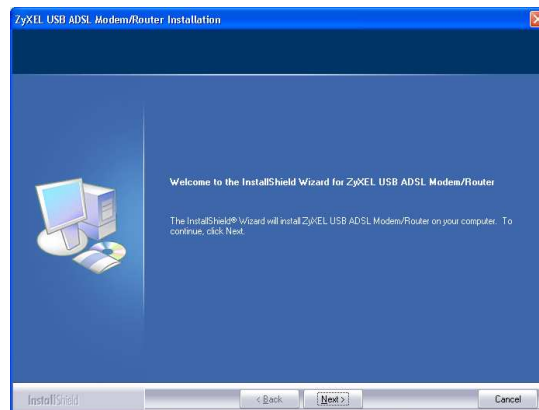 ZyXEL USB ADSL Modem/Router Installation
Welcome to the InstallShield Wizard for ZyXEL USB ADSL Modem/Router
The InstallShield® Wizard will install ZyXEL USB ADSL Modem/Router on your computer. To
continue, click Next.
InstallShield
< Back
Next >
Cancel